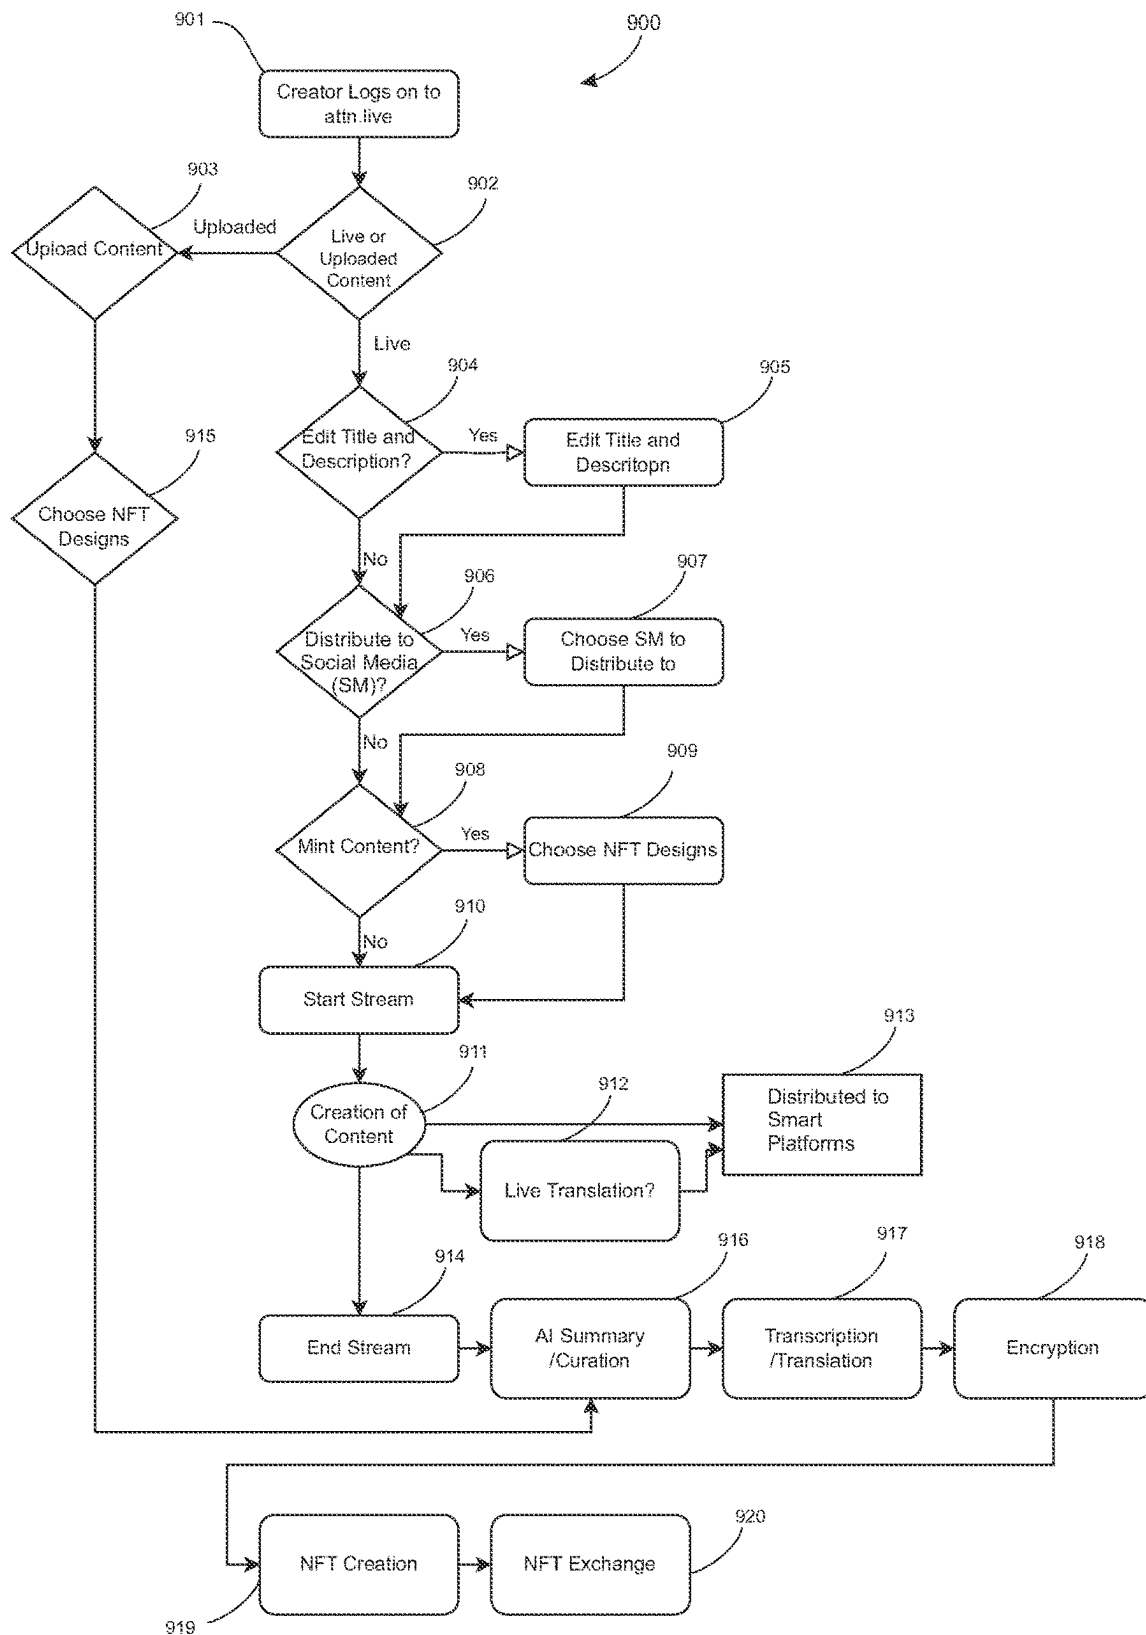 901
900
Creator Logs on to
attn.live
903
902
Uploaded
Upload Content
Live or
Uploaded
Content
Live
904
905
Edit Title and
Description?
Yes
Edit Title and
Descritopn
915
Choose NFT
Designs
No
906
907
Distribute to
Social Media
(SM)?
Yes
Choose SM to
Distribute to
No
908
909
Mint Content?
Yes
Choose NFT Designs
910
No
Start Stream
911
912
913
Creation of
Content
Distributed to
Smart
Platforms
Live Translation?
914
916
917
918
End Stream
AI Summary
/Curation
Transcription
/Translation
Encryption
920
NFT Creation
NFT Exchange
919